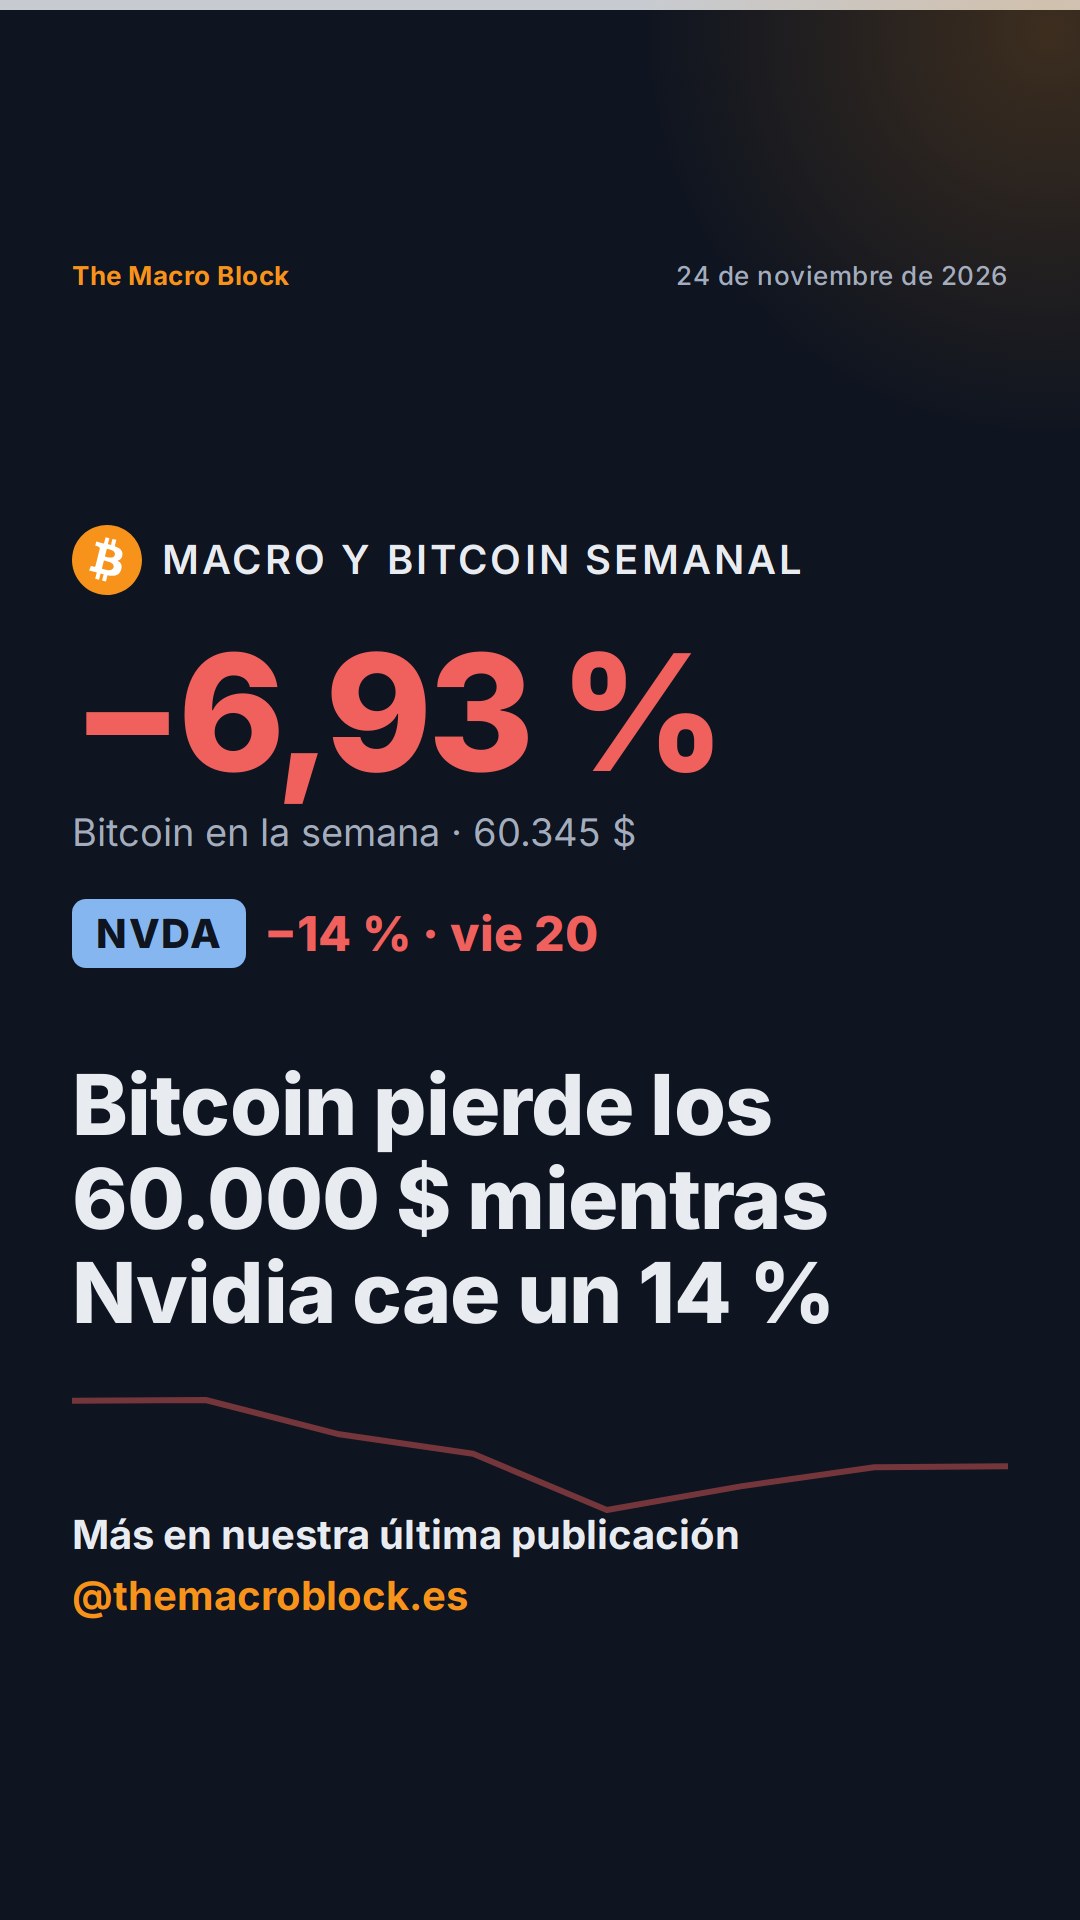 The Macro Block
24 de noviembre de 2026
MACRO Y BITCOIN SEMANAL
−6,93 %
Bitcoin en la semana · 60.345 $
NVDA −14 % · vie 20
Bitcoin pierde los
60.000 $ mientras
Nvidia cae un 14 %
Más en nuestra última publicación
@themacroblock.es